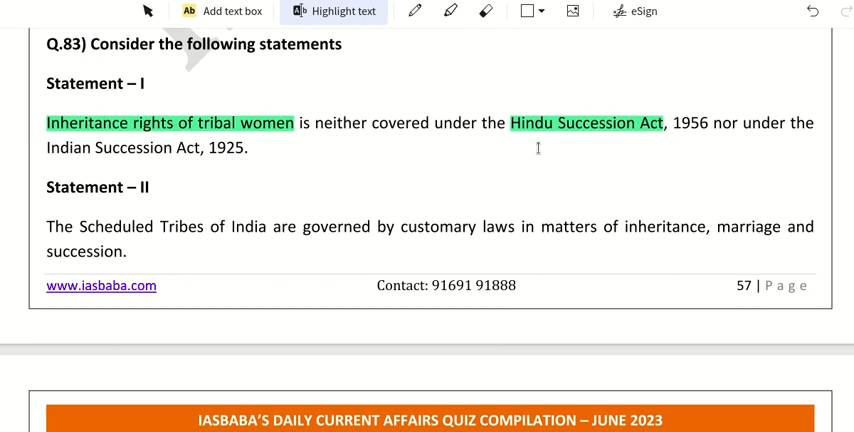 Add text box
Highlight text
eSign
Q.83) Consider the following statements
Statement – I
Inheritance rights of tribal women is neither covered under the Hindu Succession Act, 1956 nor under the
Indian Succession Act, 1925.
Statement – II
The Scheduled Tribes of India are governed by customary laws in matters of inheritance, marriage and
succession.
www.iasbaba.com Contact: 91691 91888 57 | P a g e
IASBABA'S DAILY CURRENT AFFAIRS QUIZ COMPILATION – JUNE 2023